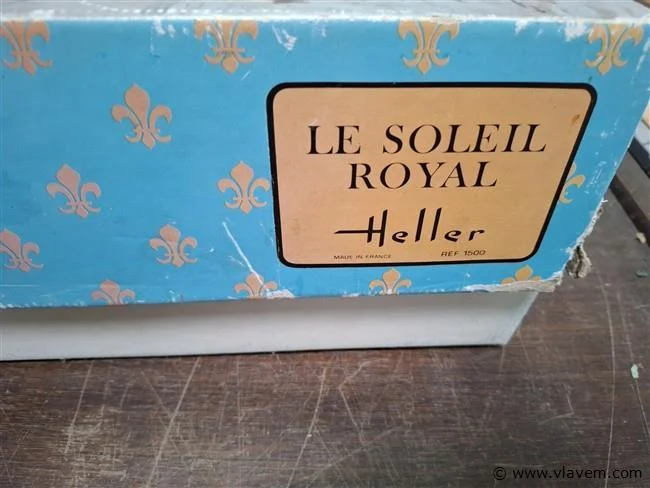 LE SOLEIL
ROYAL
Heller
MADE IN FRANCE REF 1500
© www.vlavem.com